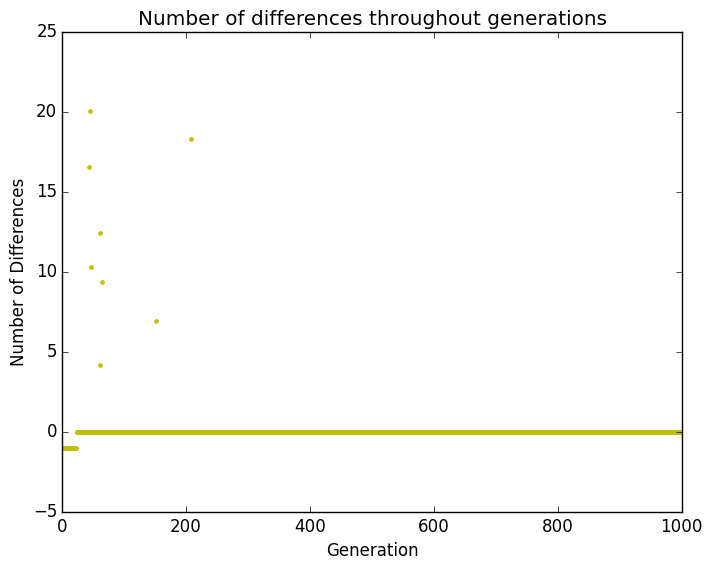 Number of differences throughout generations
25
20
15
10
5
0
−5
Number of Differences
0 200 400 600 800 1000
Generation